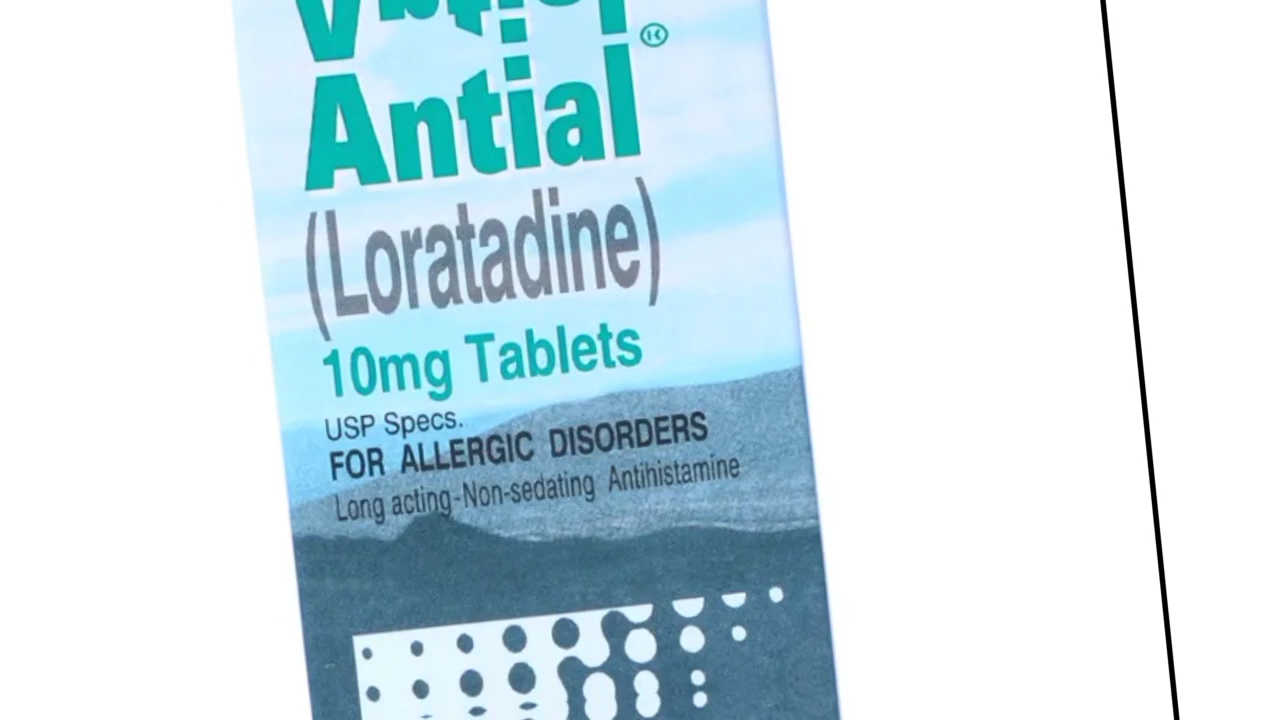 Antial
(Loratadine)
10mg Tablets
USP Specs.
FOR ALLERGIC DISORDERS
Long acting-Non-sedating Antihistamine